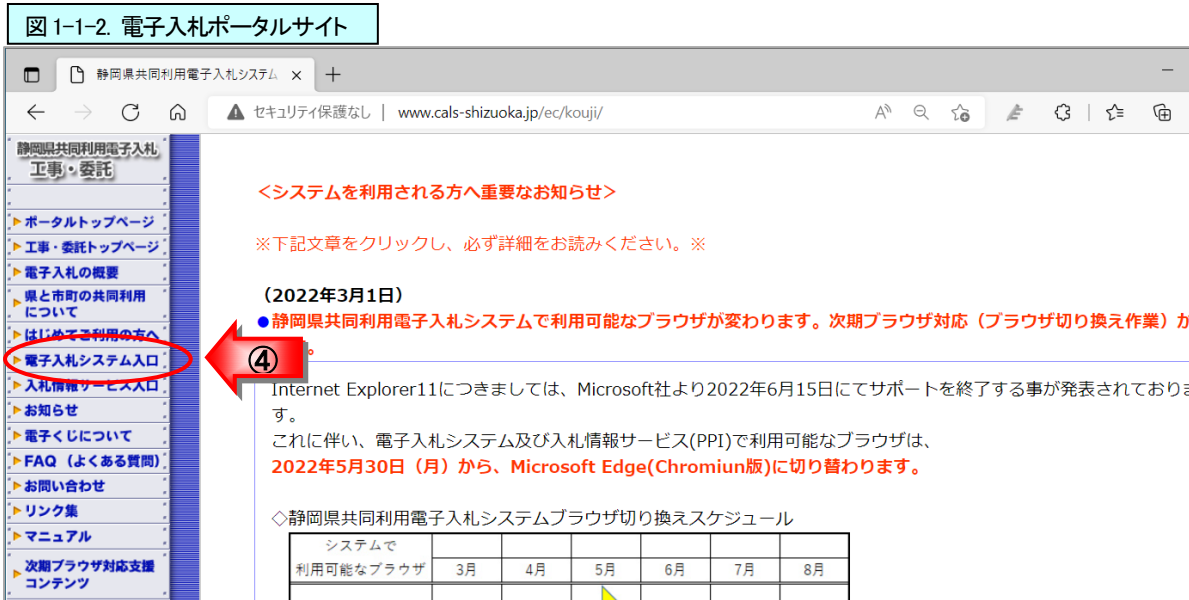 図 1-1-2. 電子入札ポータルサイト
静岡県共同利用電子入札システム
セキュリティ保護なし | www.cals-shizuoka.jp/ec/kouji/
静岡県共同利用電子入札
工事・委託
ポータルトップページ
工事・委託トップページ
電子入札の概要
県と市町の共同利用
について
はじめてご利用の方へ
電子入札システム入口
入札情報サービス入口
お知らせ
電子くじについて
FAQ（よくある質問）
お問い合わせ
リンク集
マニュアル
次期ブラウザ対応支援
コンテンツ
④
＜システムを利用される方へ重要なお知らせ＞
※下記文章をクリックし、必ず詳細をお読みください。※
（2022年3月1日）
●静岡県共同利用電子入札システムで利用可能なブラウザが変わります。次期ブラウザ対応（ブラウザ切り換え作業）か
。
Internet Explorer11につきましては、Microsoft社より2022年6月15日にてサポートを終了する事が発表されておりま
す。
これに伴い、電子入札システム及び入札情報サービス(PPI)で利用可能なブラウザは、
2022年5月30日（月）から、Microsoft Edge(Chromiun版)に切り替わります。
◇静岡県共同利用電子入札システムブラウザ切り換えスケジュール
システムで
利用可能なブラウザ 3月 4月 5月 6月 7月 8月